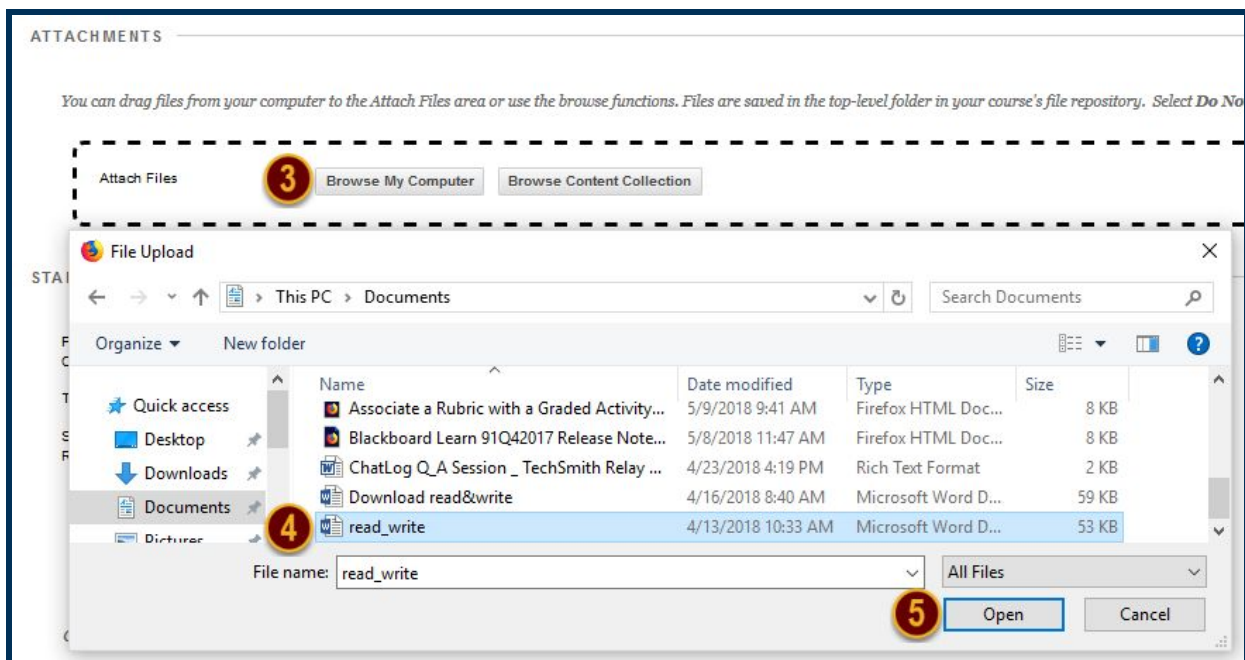 ATTACHMENTS
You can drag files from your computer to the Attach Files area or use the browse functions. Files are saved in the top-level folder in your course's file repository. Select Do No
Attach Files 3 Browse My Computer Browse Content Collection
File Upload
STA
This PC > Documents Search Documents
F Organize New folder
C
Name Date modified Type Size
T Quick access Associate a Rubric with a Graded Activity... 5/9/2018 9:41 AM Firefox HTML Doc... 8 KB
S Desktop Blackboard Learn 91Q42017 Release Note... 5/8/2018 11:47 AM Firefox HTML Doc... 8 KB
R Downloads ChatLog Q_A Session _ TechSmith Relay ... 4/23/2018 4:19 PM Rich Text Format 2 KB
Documents Download read&write 4/16/2018 8:40 AM Microsoft Word D... 59 KB
Pictures 4 read_write 4/13/2018 10:33 AM Microsoft Word D... 53 KB
File name: read_write All Files
5 Open Cancel